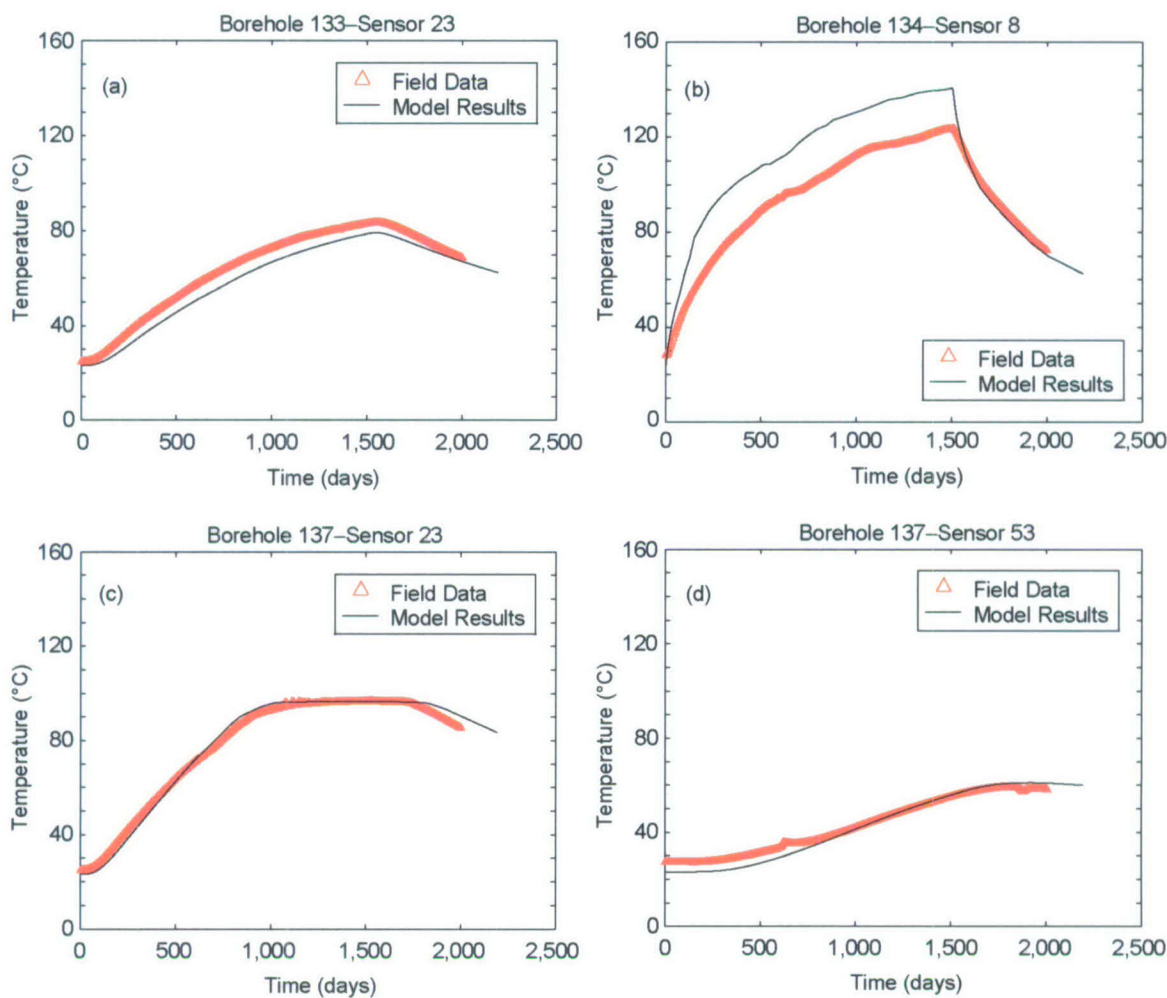 Borehole 133–Sensor 23
160
120
80
40
0
Temperature (°C)
(a)
Field Data
Model Results
0 500 1,000 1,500 2,000 2,500
Time (days)
Borehole 134–Sensor 8
160
120
80
40
0
Temperature (°C)
(b)
Field Data
Model Results
0 500 1,000 1,500 2,000 2,500
Time (days)
Borehole 137–Sensor 23
160
120
80
40
0
Temperature (°C)
(c)
Field Data
Model Results
0 500 1,000 1,500 2,000 2,500
Time (days)
Borehole 137–Sensor 53
160
120
80
40
0
Temperature (°C)
(d)
Field Data
Model Results
0 500 1,000 1,500 2,000 2,500
Time (days)